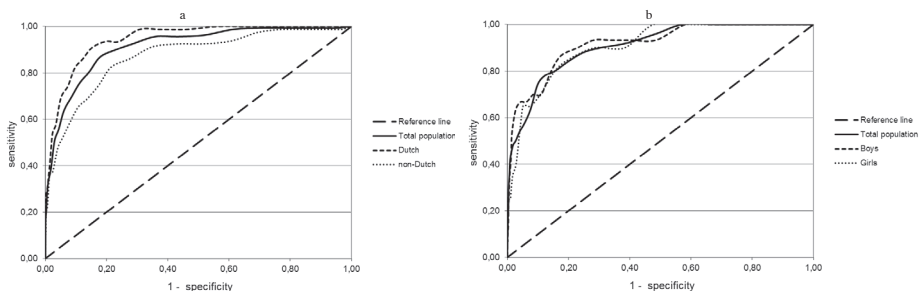 a
1,00
0,80
0,60
0,40
0,20
0,00
sensitivity
0,00 0,20 0,40 0,60 0,80 1,00
1 - specificity
Reference line
Total population
Dutch
non-Dutch
b
1,00
0,80
0,60
0,40
0,20
0,00
sensitivity
0,00 0,20 0,40 0,60 0,80 1,00
1 - specificity
Reference line
Total population
Boys
Girls